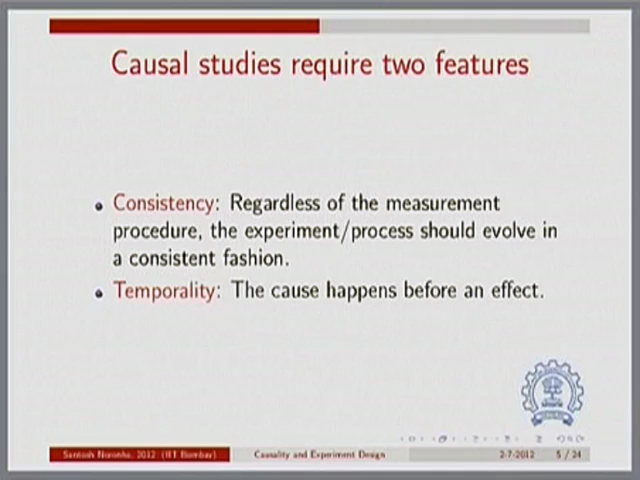 Causal studies require two features
Consistency: Regardless of the measurement
procedure, the experiment/process should evolve in
a consistent fashion.
Temporality: The cause happens before an effect.
Santosh Noronha, 2012 (IIT Bombay) Causality and Experiment Design 2-7-2012 5 / 24